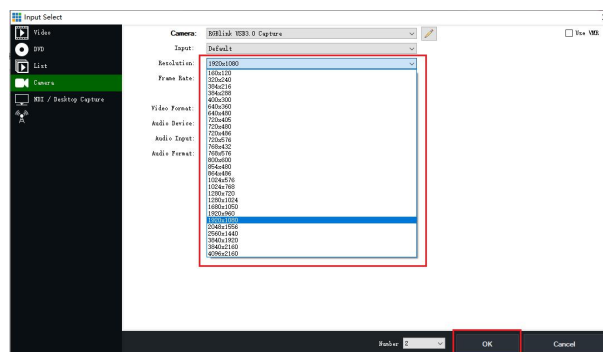 Input Select
Video
DVD
List
Camera
NDI / Desktop Capture
Camera: RGBlink USB3.0 Capture
Use VMR
Input: Default
Resolution: 1920x1080
Frame Rate:
Video Format:
Audio Device:
Audio Input:
Audio Format:
160x120
320x240
384x216
384x288
400x300
640x360
640x480
720x405
720x480
720x486
720x576
768x432
768x576
800x600
854x480
864x486
1024x576
1024x768
1280x720
1280x1024
1680x1050
1920x960
1920x1080
2048x1556
2560x1440
3840x1920
3840x2160
4096x2160
Number 2
OK
Cancel